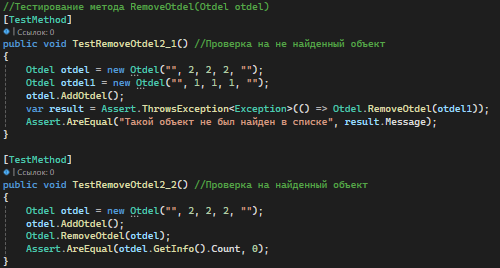 //Тестирование метода RemoveOtdel(Otdel otdel)
[TestMethod]
| Ссылок: 0
public void TestRemoveOtdel2_1() //Проверка на не найденный объект
{
Otdel otdel = new Otdel("", 2, 2, 2, "");
Otdel otdel1 = new Otdel("", 1, 1, 1, "");
otdel.AddOtdel();
var result = Assert.ThrowsException<Exception>(() => Otdel.RemoveOtdel(otdel1));
Assert.AreEqual("Такой объект не был найден в списке", result.Message);
}
[TestMethod]
| Ссылок: 0
public void TestRemoveOtdel2_2() //Проверка на найденный объект
{
Otdel otdel = new Otdel("", 2, 2, 2, "");
otdel.AddOtdel();
Otdel.RemoveOtdel(otdel);
Assert.AreEqual(otdel.GetInfo().Count, 0);
}